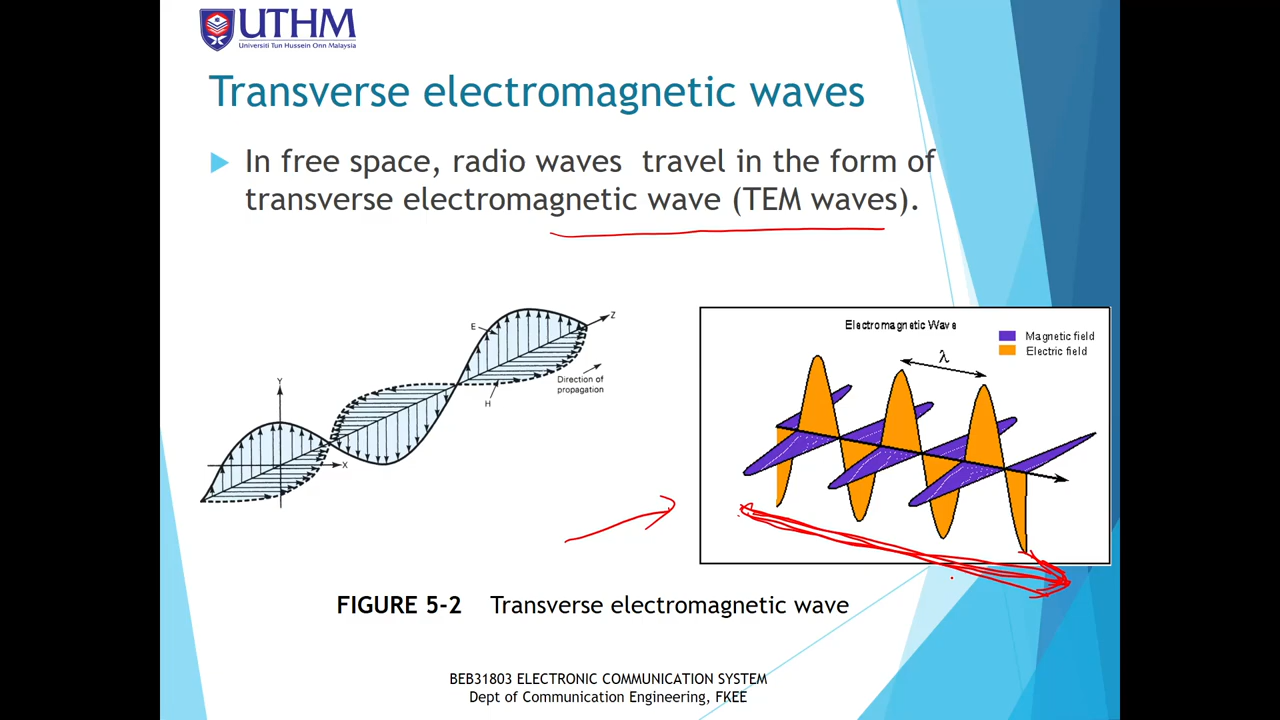 UTHM
Universiti Tun Hussein Onn Malaysia
Transverse electromagnetic waves
In free space, radio waves travel in the form of
transverse electromagnetic wave (TEM waves).
E
Z
Direction of
propagation
Y
H
X
Electromagnetic Wave
Magnetic field
Electric field
λ
FIGURE 5-2 Transverse electromagnetic wave
BEB31803 ELECTRONIC COMMUNICATION SYSTEM
Dept of Communication Engineering, FKEE